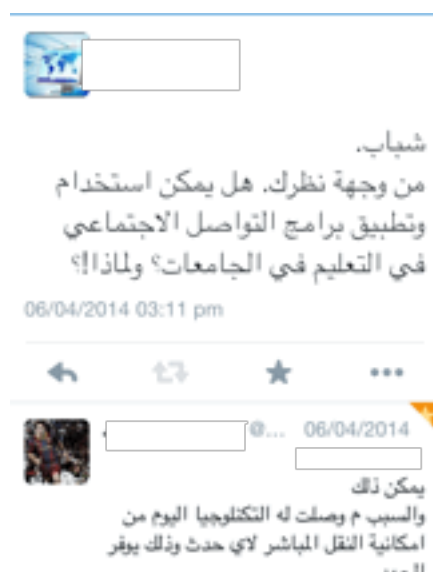 شباب.
من وجهة نظرك. هل يمكن استخدام
وتطبيق برامج التواصل الاجتماعي
في التعليم في الجامعات؟ ولماذا!؟
06/04/2014 03:11 pm
@... 06/04/2014
يمكن ذلك
والسبب م وصلت له التكتلوجيا اليوم من
امكانية النقل المباشر لاي حدث وذلك يوفر